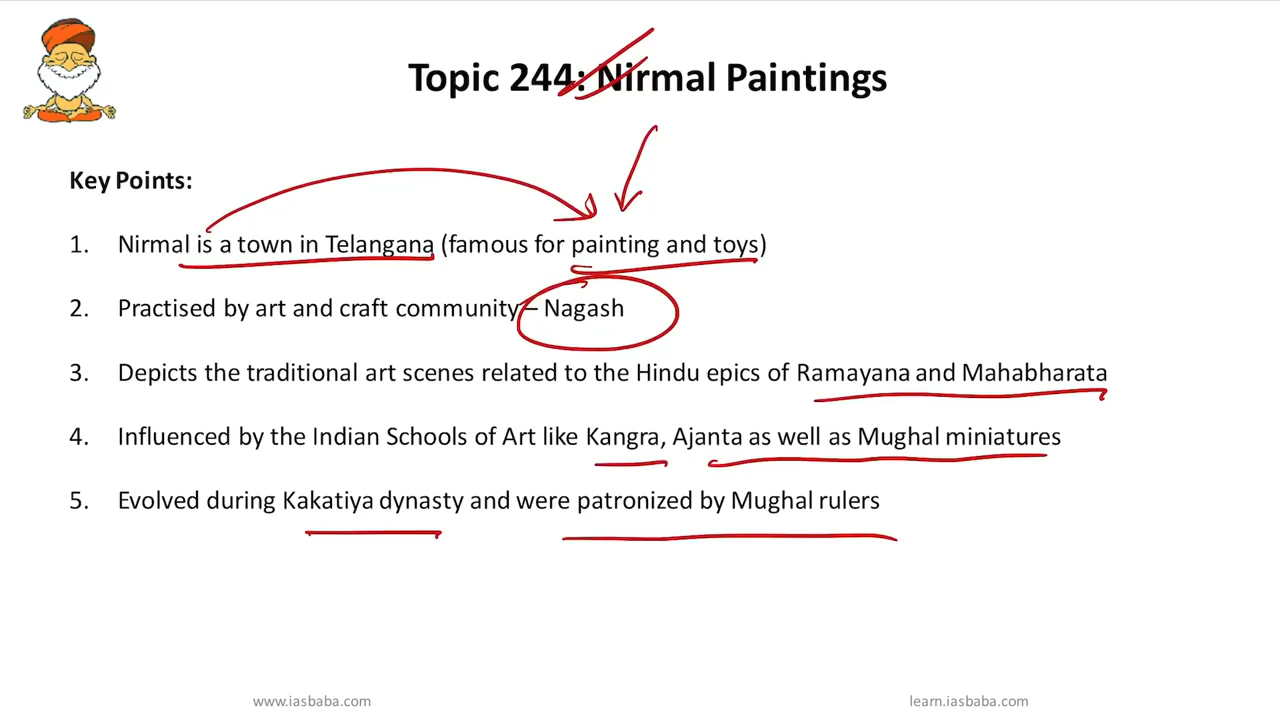 Topic 244: Nirmal Paintings
Key Points:
1. Nirmal is a town in Telangana (famous for painting and toys)
2. Practised by art and craft community – Nagash
3. Depicts the traditional art scenes related to the Hindu epics of Ramayana and Mahabharata
4. Influenced by the Indian Schools of Art like Kangra, Ajanta as well as Mughal miniatures
5. Evolved during Kakatiya dynasty and were patronized by Mughal rulers
www.iasbaba.com learn.iasbaba.com